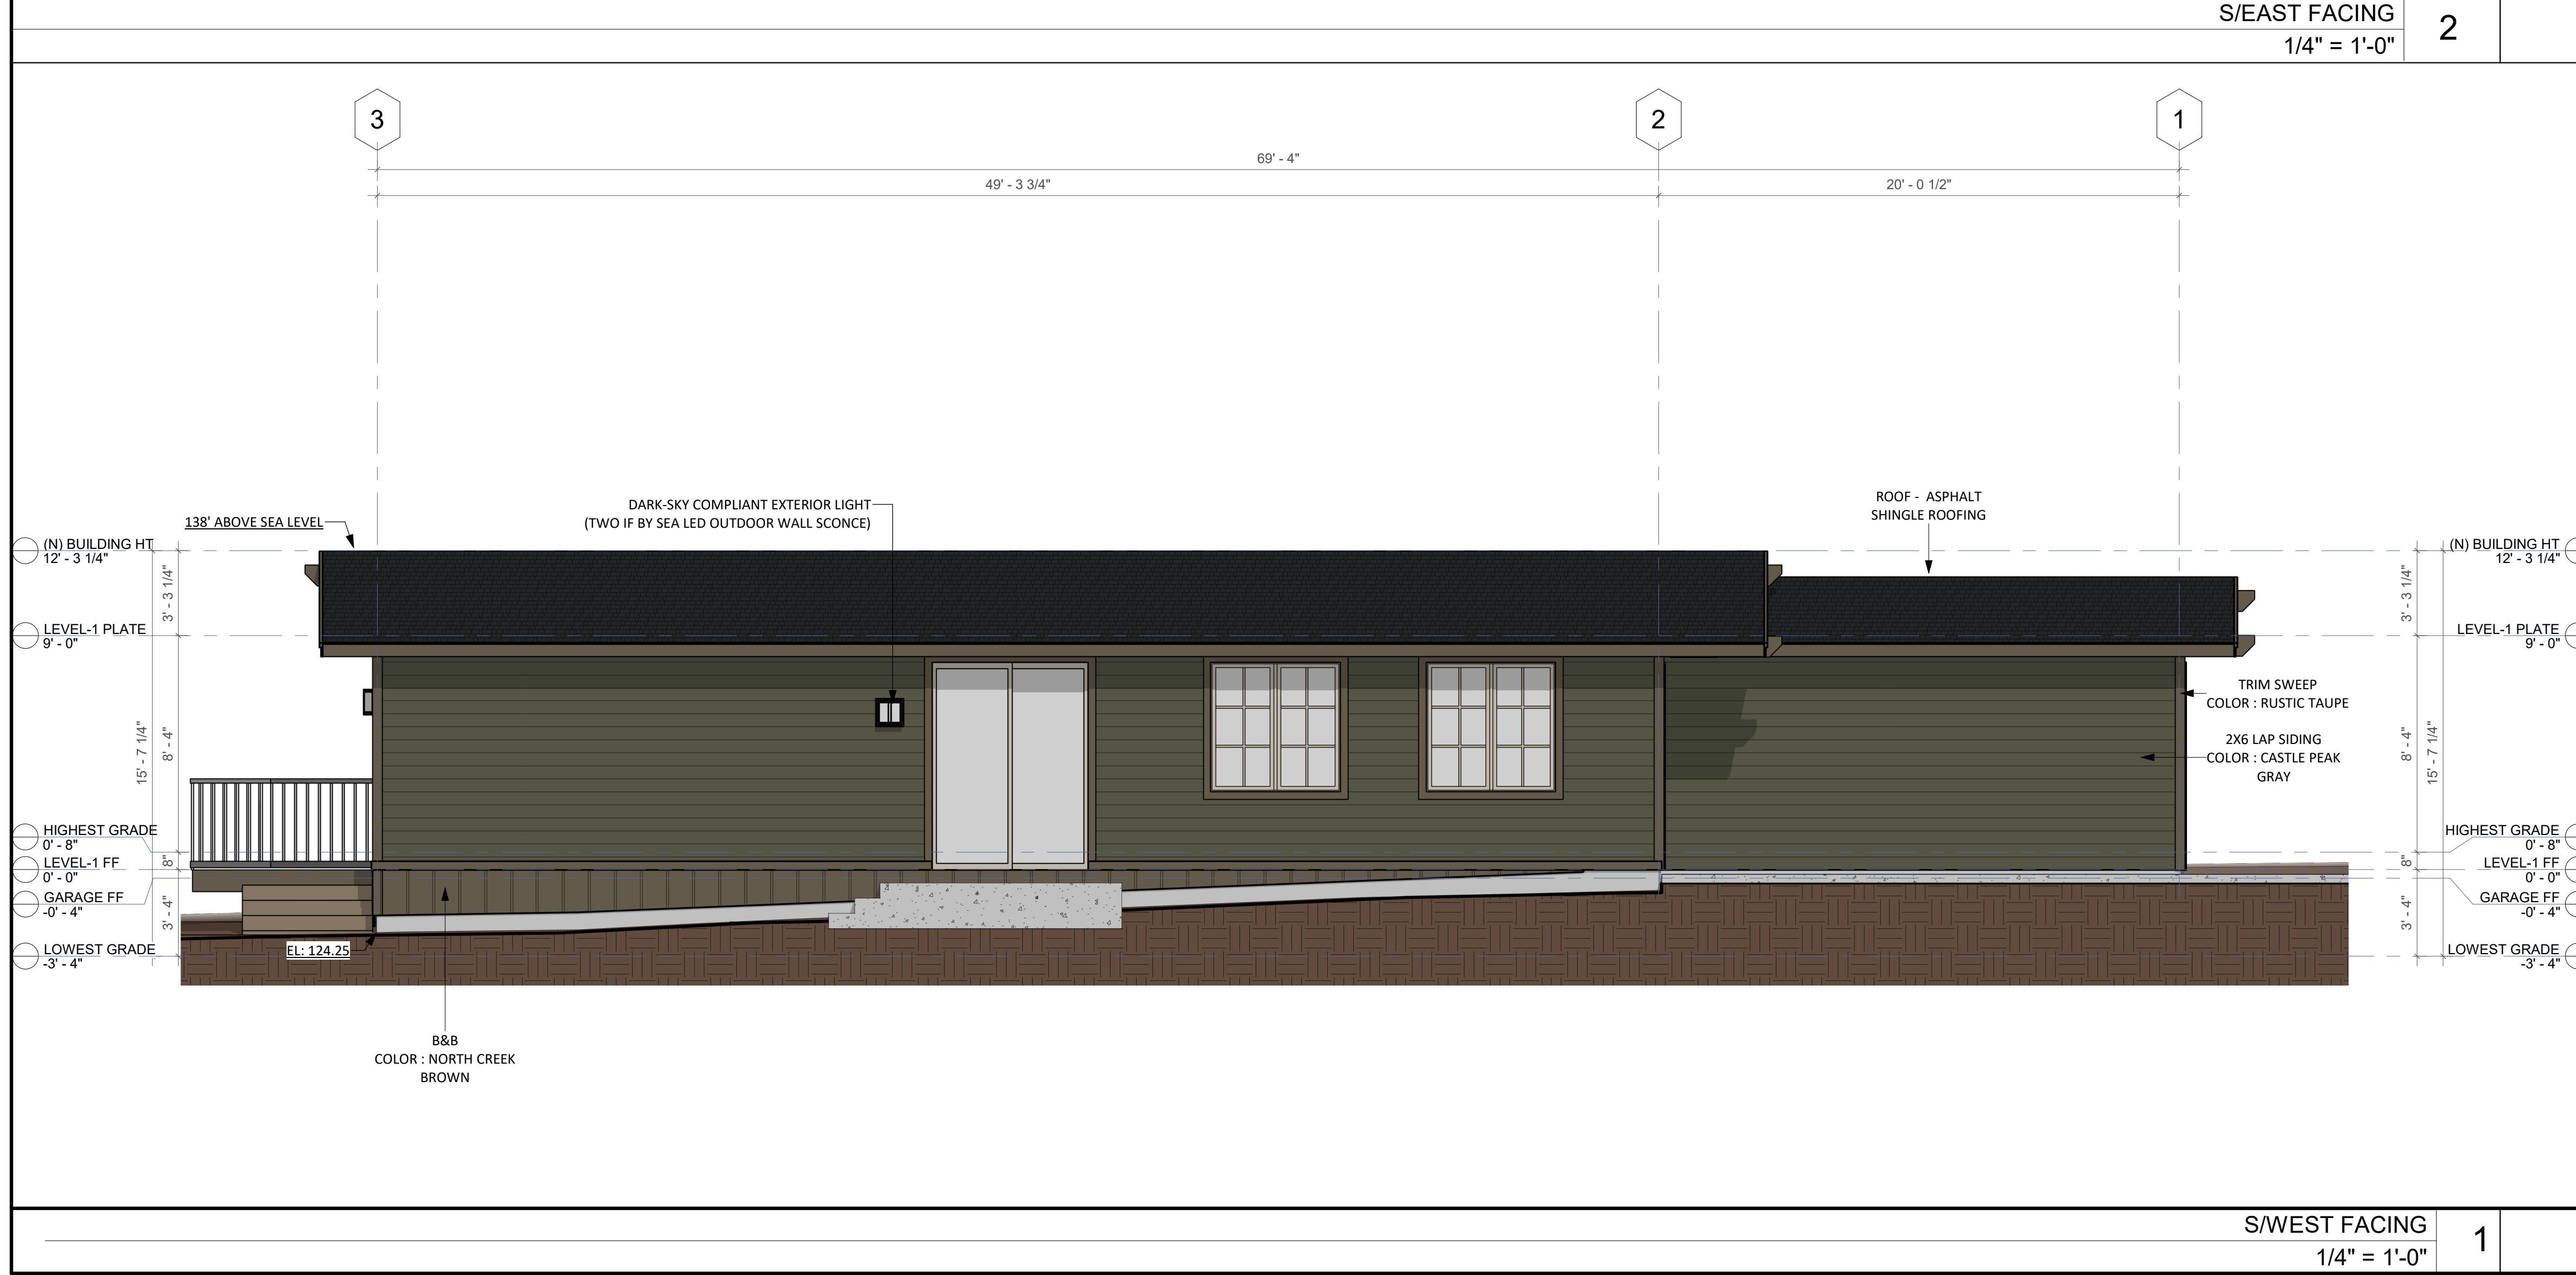 S/EAST FACING
2
1/4" = 1'-0"
3
2
1
69' - 4"
49' - 3 3/4"
20' - 0 1/2"
138' ABOVE SEA LEVEL
DARK-SKY COMPLIANT EXTERIOR LIGHT
(TWO IF BY SEA LED OUTDOOR WALL SCONCE)
ROOF - ASPHALT
SHINGLE ROOFING
(N) BUILDING HT
12' - 3 1/4"
LEVEL-1 PLATE
9' - 0"
HIGHEST GRADE
0' - 8"
LEVEL-1 FF
0' - 0"
GARAGE FF
-0' - 4"
LOWEST GRADE
-3' - 4"
3' - 3 1/4"
8' - 4"
15' - 7 1/4"
8"
3' - 4"
EL: 124.25
B&B
COLOR : NORTH CREEK
BROWN
TRIM SWEEP
COLOR : RUSTIC TAUPE
2X6 LAP SIDING
COLOR : CASTLE PEAK
GRAY
3' - 3 1/4"
8' - 4"
15' - 7 1/4"
8"
3' - 4"
(N) BUILDING HT
12' - 3 1/4"
LEVEL-1 PLATE
9' - 0"
HIGHEST GRADE
0' - 8"
LEVEL-1 FF
0' - 0"
GARAGE FF
-0' - 4"
LOWEST GRADE
-3' - 4"
S/WEST FACING
1
1/4" = 1'-0"